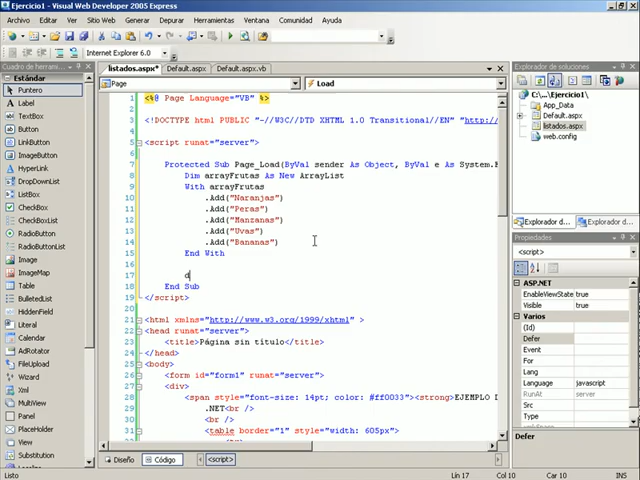 Ejercicio1 - Visual Web Developer 2005 Express
Archivo Editar Ver Sitio Web Generar Depurar Herramientas Ventana Comunidad Ayuda Load
Internet Explorer 6.0
Cuadro de herrami...
listados.aspx* Default.aspx Default.aspx.vb
Explorador de soluciones
Page Load
Estándar
Puntero
Label
TextBox
Button
LinkButton
ImageButton
HyperLink
DropDownList
ListBox
CheckBox
CheckBoxList
RadioButton
RadioButtonList
Image
ImageMap
Table
BulletedList
HiddenField
Literal
Calendar
AdRotator
FileUpload
Wizard
Xml
MultiView
Panel
PlaceHolder
View
Substitution
Localize
1 <%@ Page Language="VB" %>
2
3 <!DOCTYPE html PUBLIC "-//W3C//DTD XHTML 1.0 Transitional//EN" "http://
4
5 <script runat="server">
6
7 Protected Sub Page_Load(ByVal sender As Object, ByVal e As System.E
8 Dim arrayFrutas As New ArrayList
9 With arrayFrutas
10 .Add("Naranjas")
11 .Add("Peras")
12 .Add("Manzanas")
13 .Add("Uvas")
14 .Add("Bananas")
15 End With
16
17 d
18 End Sub
19 </script>
20
21 <html xmlns="http://www.w3.org/1999/xhtml" >
22 <head runat="server">
23 <title>Página sin título</title>
24 </head>
25 <body>
26 <form id="form1" runat="server">
27 <div>
28 <span style="font-size: 14pt; color: #ff0033"><strong>EJEMPLO D
29 .NET<br />
30 <br />
31 <table border="1" style="width: 605px">
32 <tr>
Diseño Código <script>
C:\...\Ejercicio1\
App_Data
Default.aspx
listados.aspx
web.config
Explorador d... Explorador de...
<script>
ASP.NET
EnableViewState true
Visible true
Varios
(Id)
Defer
Event
For
Lang
Language javascript
RunAt server
Src
Type
Defer
Lín 17 Col 10 Car 10